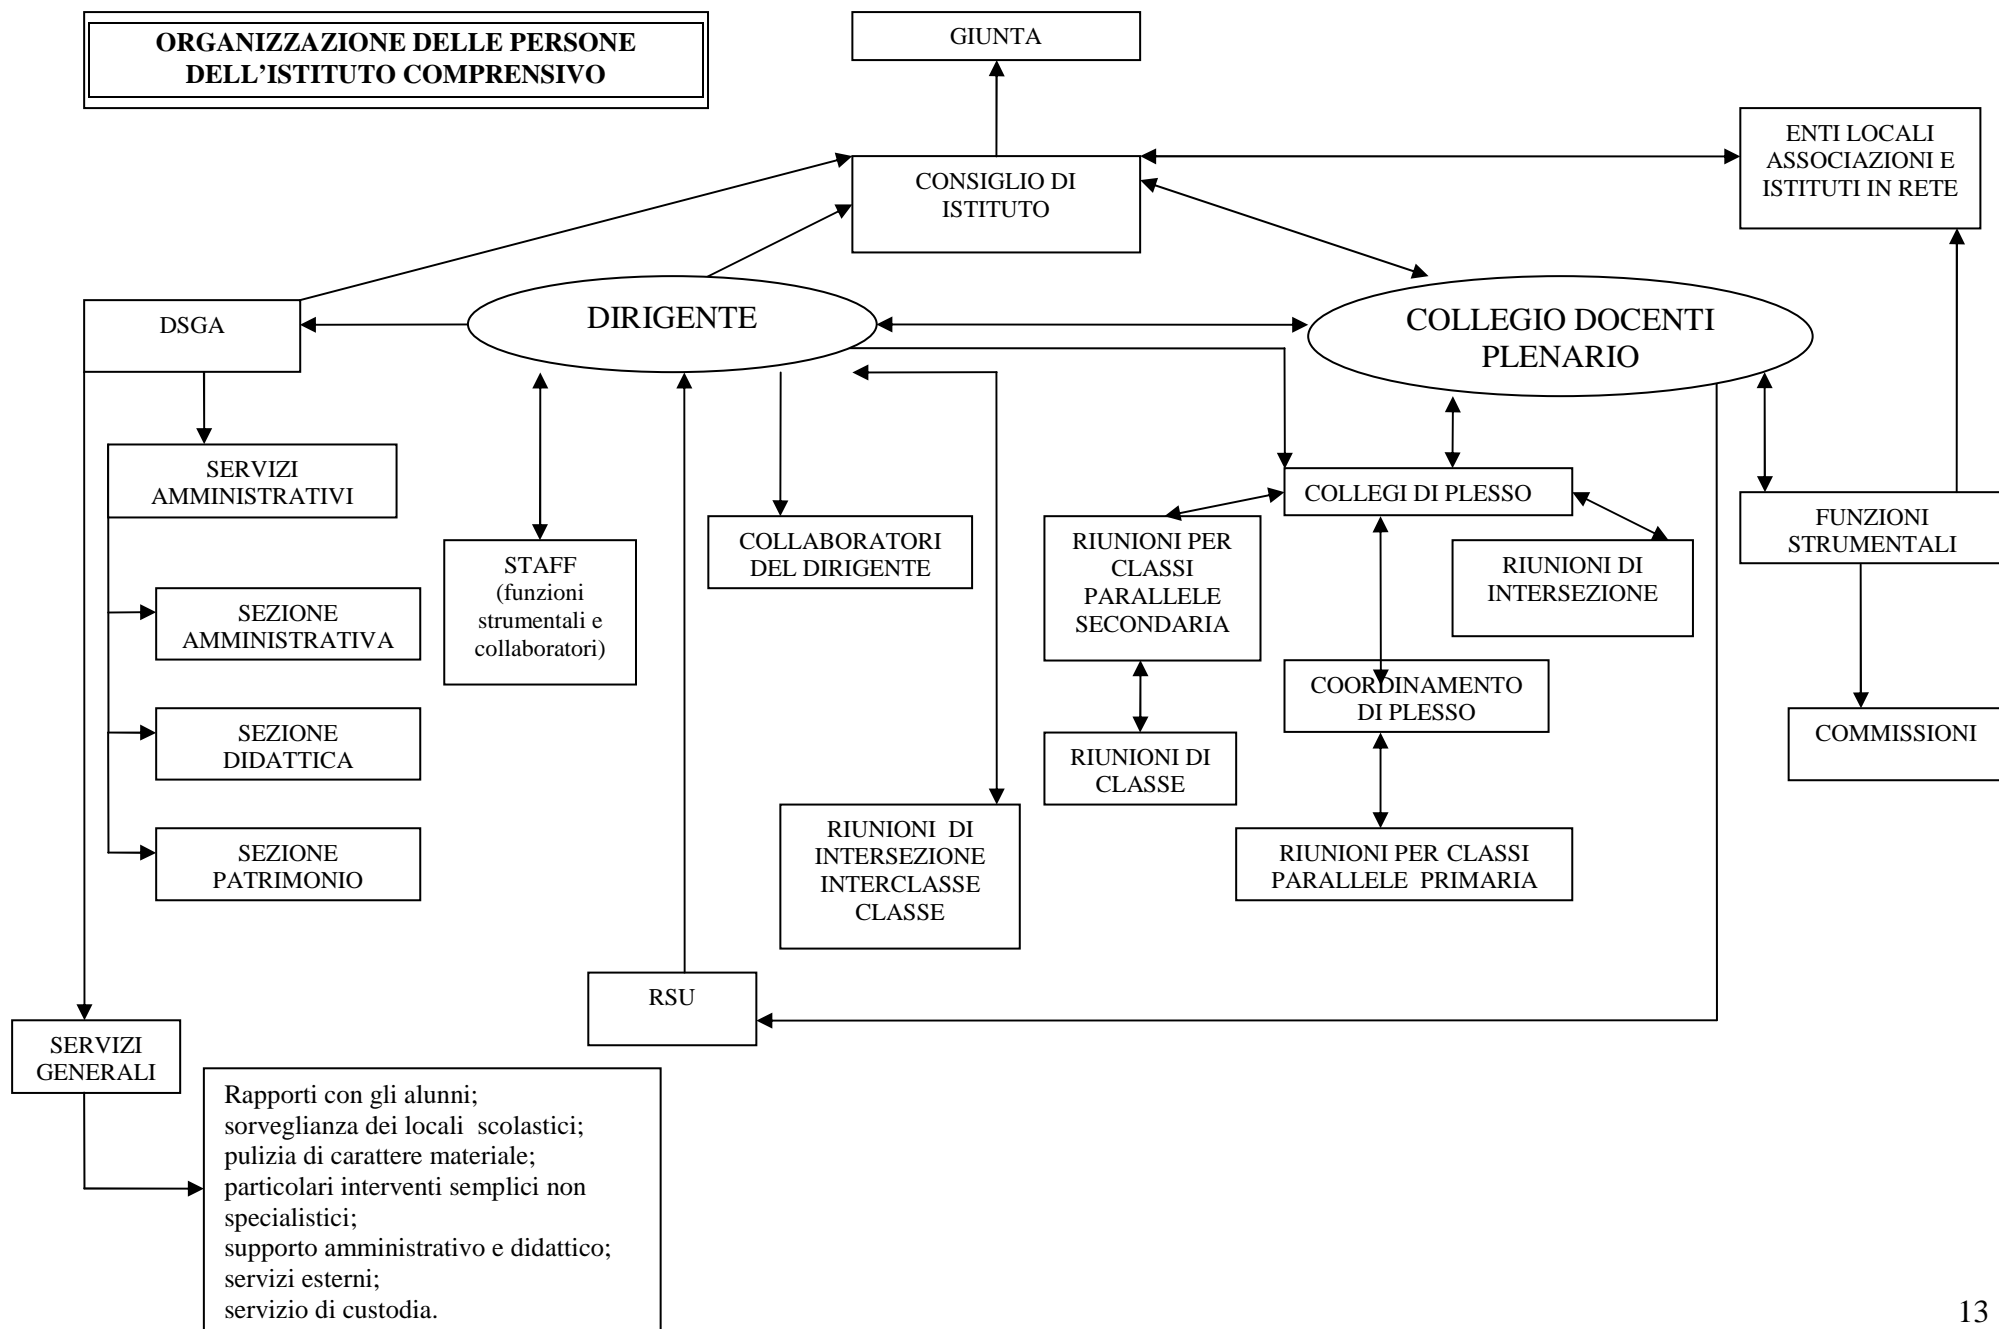 ORGANIZZAZIONE DELLE PERSONE
DELL'ISTITUTO COMPRENSIVO
GIUNTA
ENTI LOCALI
ASSOCIAZIONI E
ISTITUTI IN RETE
CONSIGLIO DI
ISTITUTO
DSGA
DIRIGENTE
COLLEGIO DOCENTI
PLENARIO
SERVIZI
AMMINISTRATIVI
STAFF
(funzioni
strumentali e
collaboratori)
COLLABORATORI
DEL DIRIGENTE
COLLEGI DI PLESSO
RIUNIONI PER
CLASSI
PARALLELE
SECONDARIA
RIUNIONI DI
INTERSEZIONE
FUNZIONI
STRUMENTALI
SEZIONE
AMMINISTRATIVA
COORDINAMENTO
DI PLESSO
SEZIONE
DIDATTICA
RIUNIONI DI
CLASSE
COMMISSIONI
RIUNIONI DI
INTERSEZIONE
INTERCLASSE
CLASSE
RIUNIONI PER CLASSI
PARALLELE PRIMARIA
SEZIONE
PATRIMONIO
RSU
SERVIZI
GENERALI
Rapporti con gli alunni;
sorveglianza dei locali scolastici;
pulizia di carattere materiale;
particolari interventi semplici non
specialistici;
supporto amministrativo e didattico;
servizi esterni;
servizio di custodia.
13